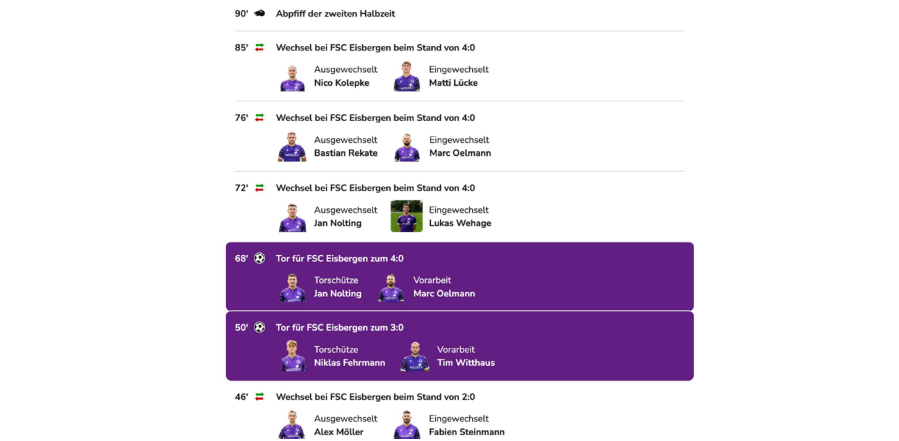 90' Abpfiff der zweiten Halbzeit
85' Wechsel bei FSC Eisbergen beim Stand von 4:0
Ausgewechselt Eingewechselt
Nico Kolepke Matti Lücke
76' Wechsel bei FSC Eisbergen beim Stand von 4:0
Ausgewechselt Eingewechselt
Bastian Rekate Marc Oelmann
72' Wechsel bei FSC Eisbergen beim Stand von 4:0
Ausgewechselt Eingewechselt
Jan Nolting Lukas Wehage
68' Tor für FSC Eisbergen zum 4:0
Torschütze Vorarbeit
Jan Nolting Marc Oelmann
50' Tor für FSC Eisbergen zum 3:0
Torschütze Vorarbeit
Niklas Fehrmann Tim Witthaus
46' Wechsel bei FSC Eisbergen beim Stand von 2:0
Ausgewechselt Eingewechselt
Alex Möller Fabien Steinmann